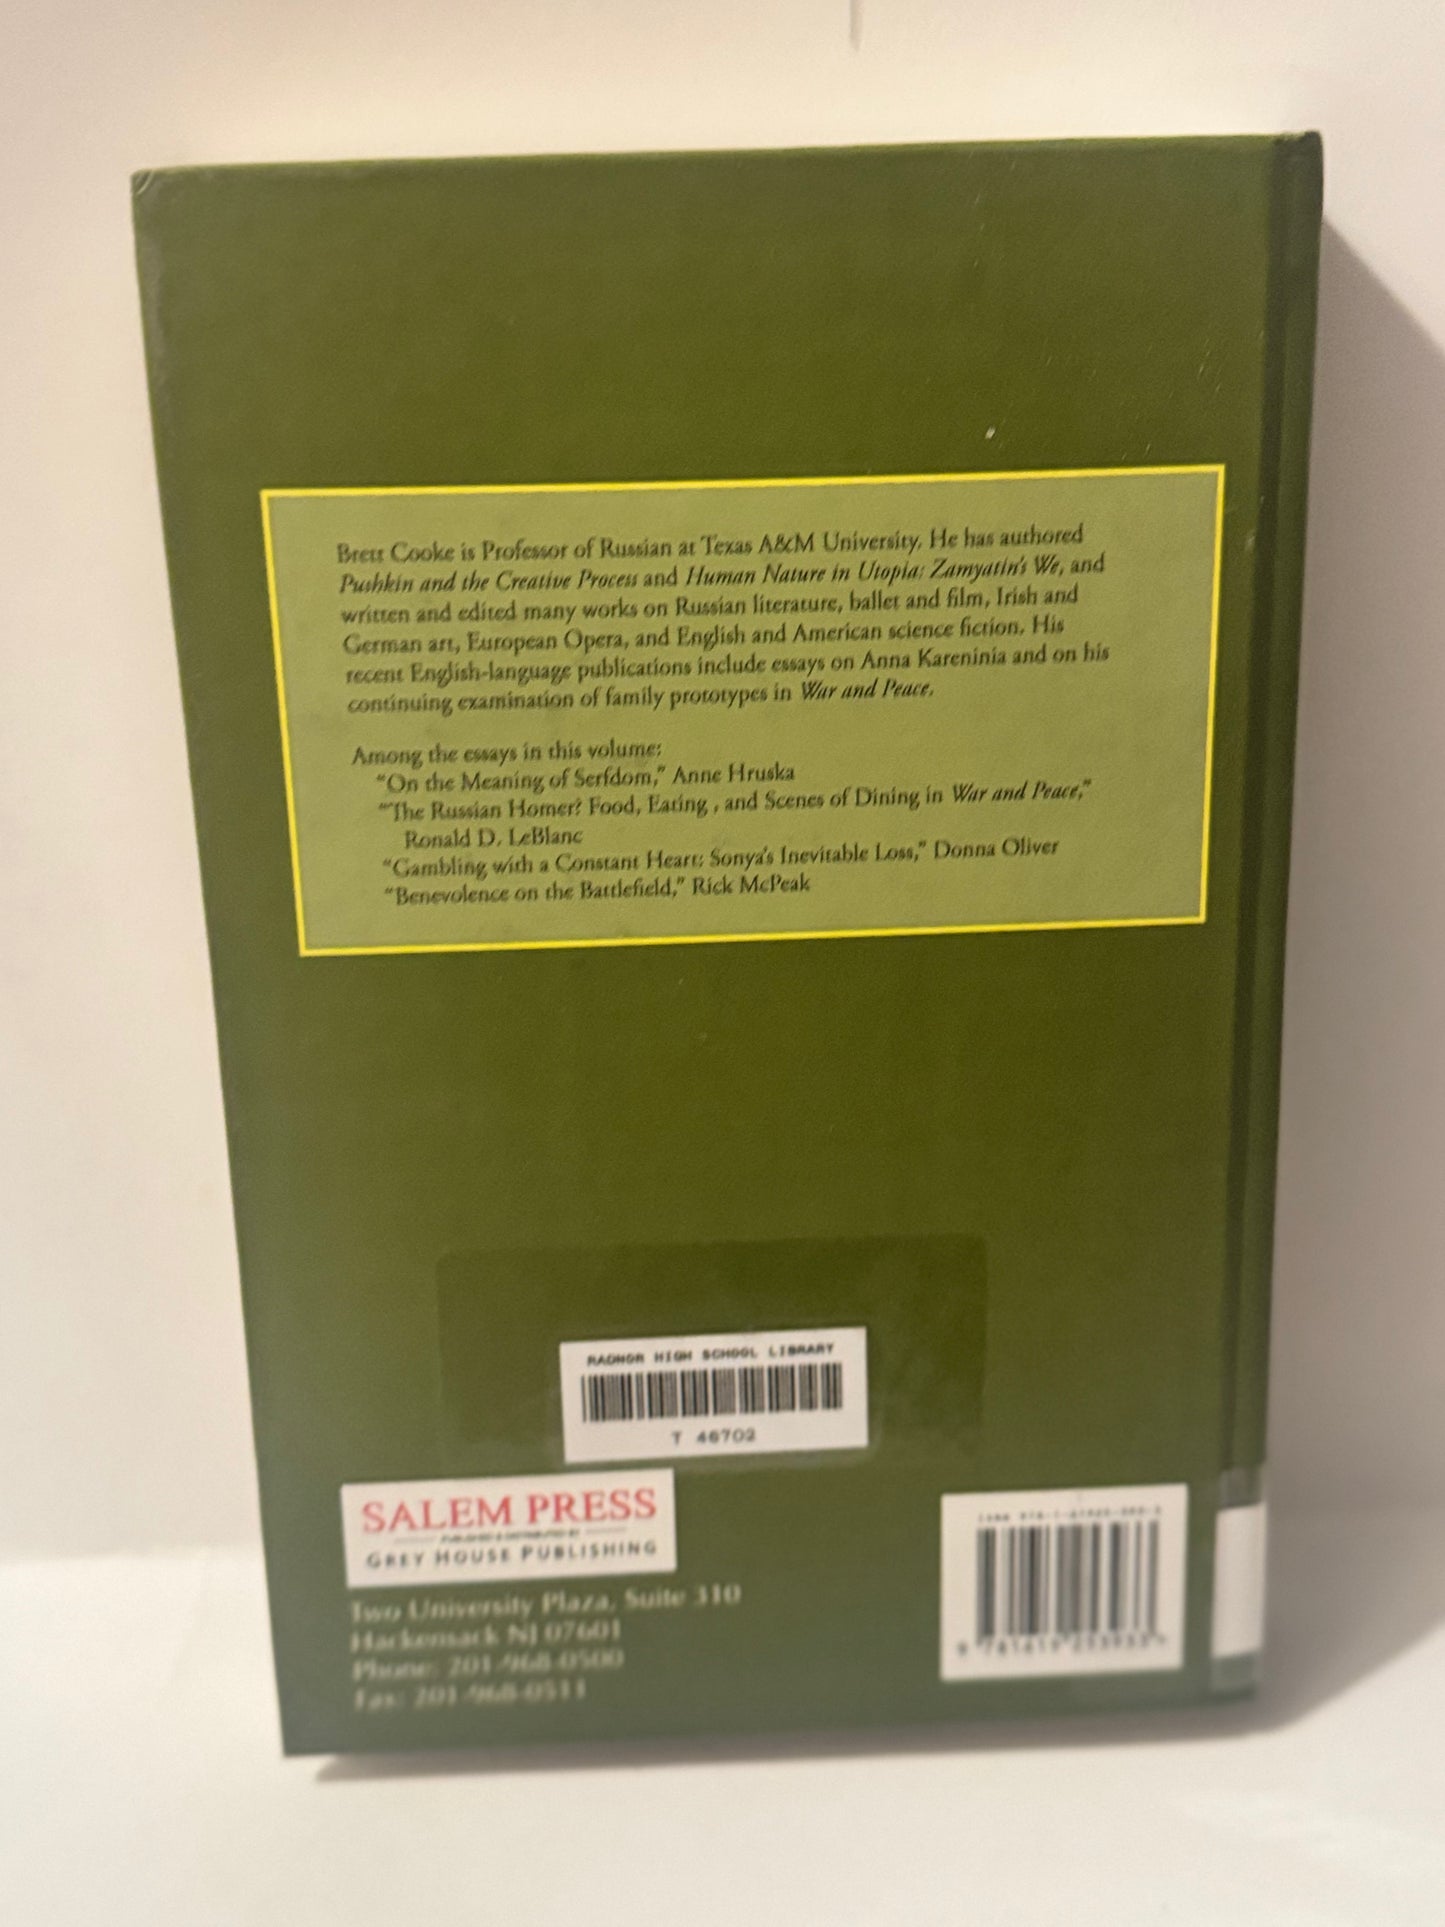 Brett Cooke is Professor of Russian at Texas A&M University. He has authored
Pushkin and the Creative Process and Human Nature in Utopia: Zamyatin's We, and
written and edited many works on Russian literature, ballet and film, Irish and
German art, European Opera, and English and American science fiction. His
recent English-language publications include essays on Anna Kareninia and on his
continuing examination of family prototypes in War and Peace.
Among the essays in this volume:
"On the Meaning of Serfdom," Anne Hruska
"The Russian Homer? Food, Eating , and Scenes of Dining in War and Peace,"
Ronald D. LeBlanc
"Gambling with a Constant Heart: Sonya's Inevitable Loss," Donna Oliver
"Benevolence on the Battlefield," Rick McPeak
RADNOR HIGH SCHOOL LIBRARY
T 46702
SALEM PRESS
PUBLISHED & DISTRIBUTED BY
GREY HOUSE PUBLISHING
Two University Plaza, Suite 310
Hackensack NJ 07601
Phone: 201-968-0500
Fax: 201-968-0511
ISBN